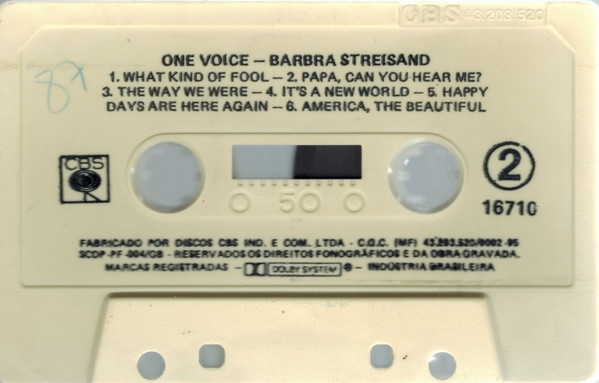 CBS 43.203.520
87
ONE VOICE – BARBRA STREISAND
1. WHAT KIND OF FOOL – 2. PAPA, CAN YOU HEAR ME?
3. THE WAY WE WERE – 4. IT'S A NEW WORLD – 5. HAPPY
DAYS ARE HERE AGAIN – 6. AMERICA, THE BEAUTIFUL
CBS
2
50
16710
FABRICADO POR DISCOS CBS IND. E COM. LTDA - C.G.C. (MF) 43.203.520/0002-95
SCDP-PF-004/GB - RESERVADOS OS DIREITOS FONOGRÁFICOS E DA OBRA GRAVADA.
MARCAS REGISTRADAS - DOLBY SYSTEM ® - INDÚSTRIA BRASILEIRA